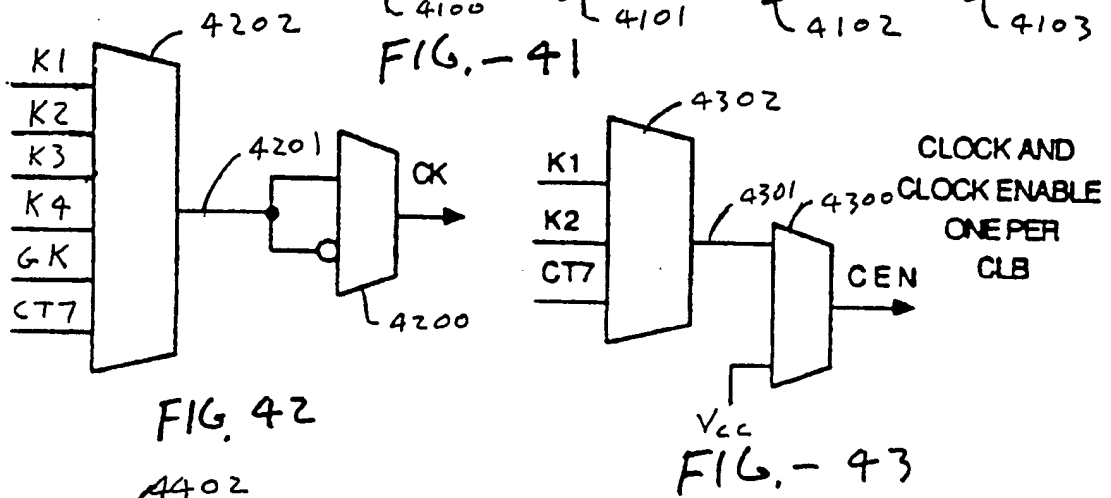 4100
4101
4102
4103
FIG.-41
4202
K1
K2
K3
K4
GK
CT7
4201
CK
4200
FIG. 42
4302
K1
K2
CT7
4301
4300
CEN
Vcc
CLOCK AND
CLOCK ENABLE
ONE PER
CLB
FIG.-43
4402